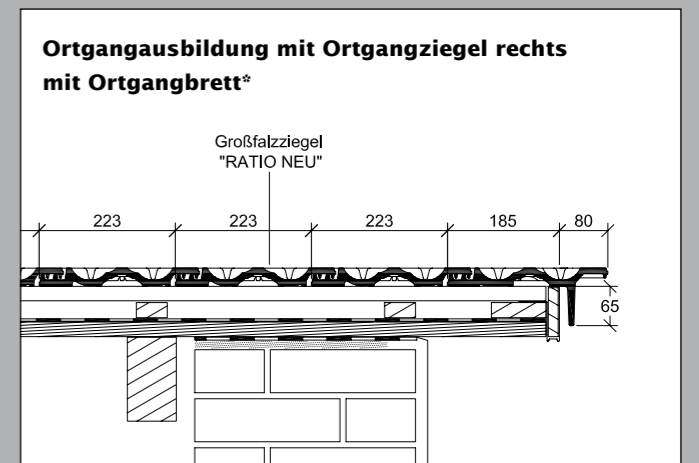 Ortgangausbildung mit Ortgangziegel rechts
mit Ortgangbrett*
Großfalzziegel
"RATIO NEU"
223 223 223 185 80
65